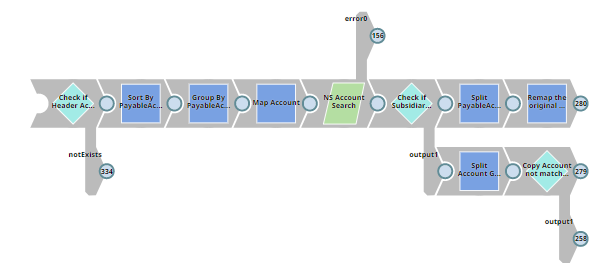 error0
156
Check if
Header Ac...
Sort By
PayableAc...
Group By
PayableAc...
Map Account
NS Account
Search
Check if
Subsidiar...
Split
PayableAc...
Remap the
original ...
280
notExists
334
output1
Split
Account G...
Copy Account
not match...
279
output1
258